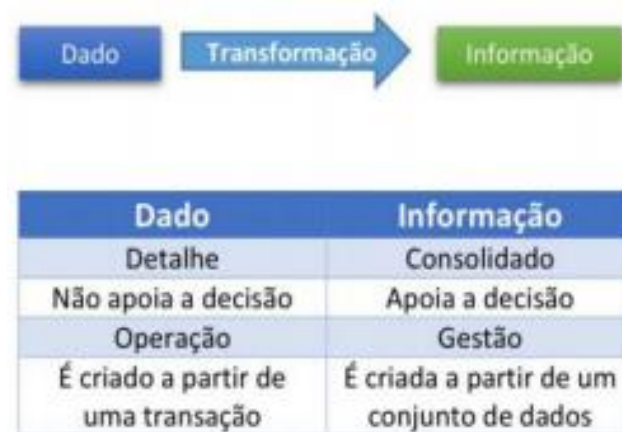 Dado Transformação Informação
Dado Informação
Detalhe Consolidado
Não apoia a decisão Apoia a decisão
Operação Gestão
É criado a partir de É criada a partir de um
uma transação conjunto de dados